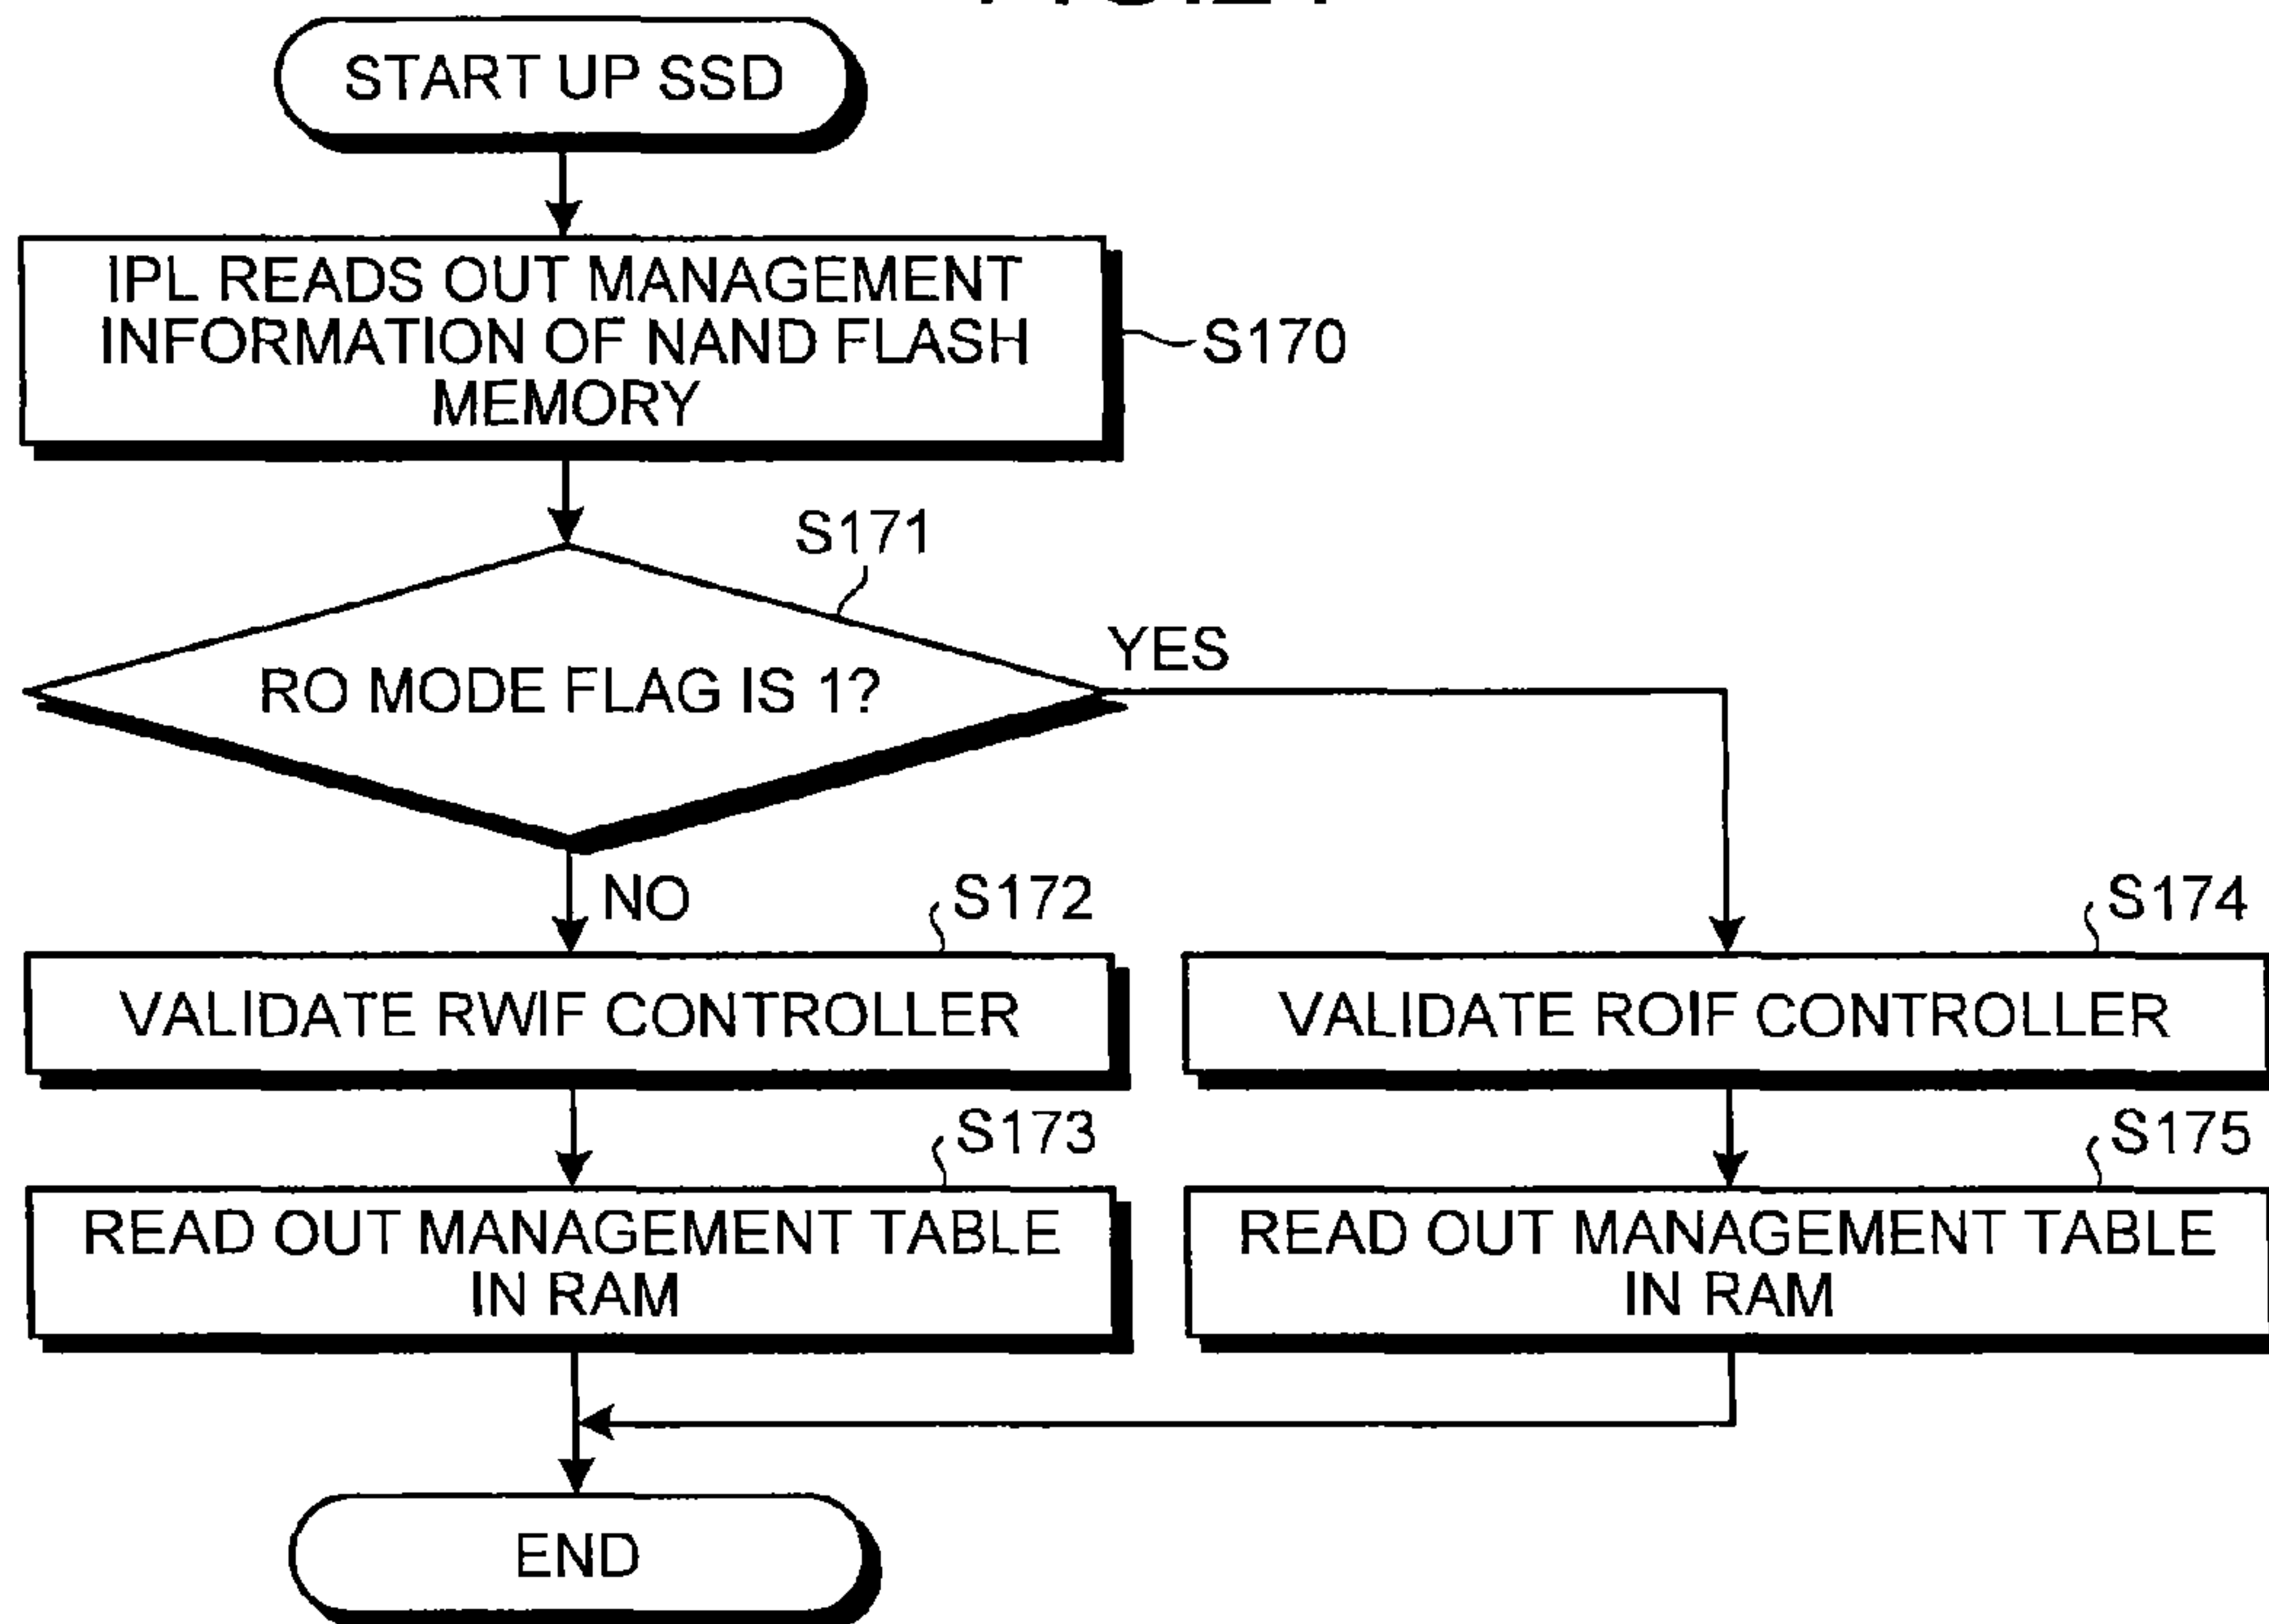 START UP SSD
IPL READS OUT MANAGEMENT
INFORMATION OF NAND FLASH
MEMORY
S170
S171
RO MODE FLAG IS 1?
YES
NO
S172
S174
VALIDATE RWIF CONTROLLER
VALIDATE ROIF CONTROLLER
S173
S175
READ OUT MANAGEMENT TABLE
IN RAM
READ OUT MANAGEMENT TABLE
IN RAM
END